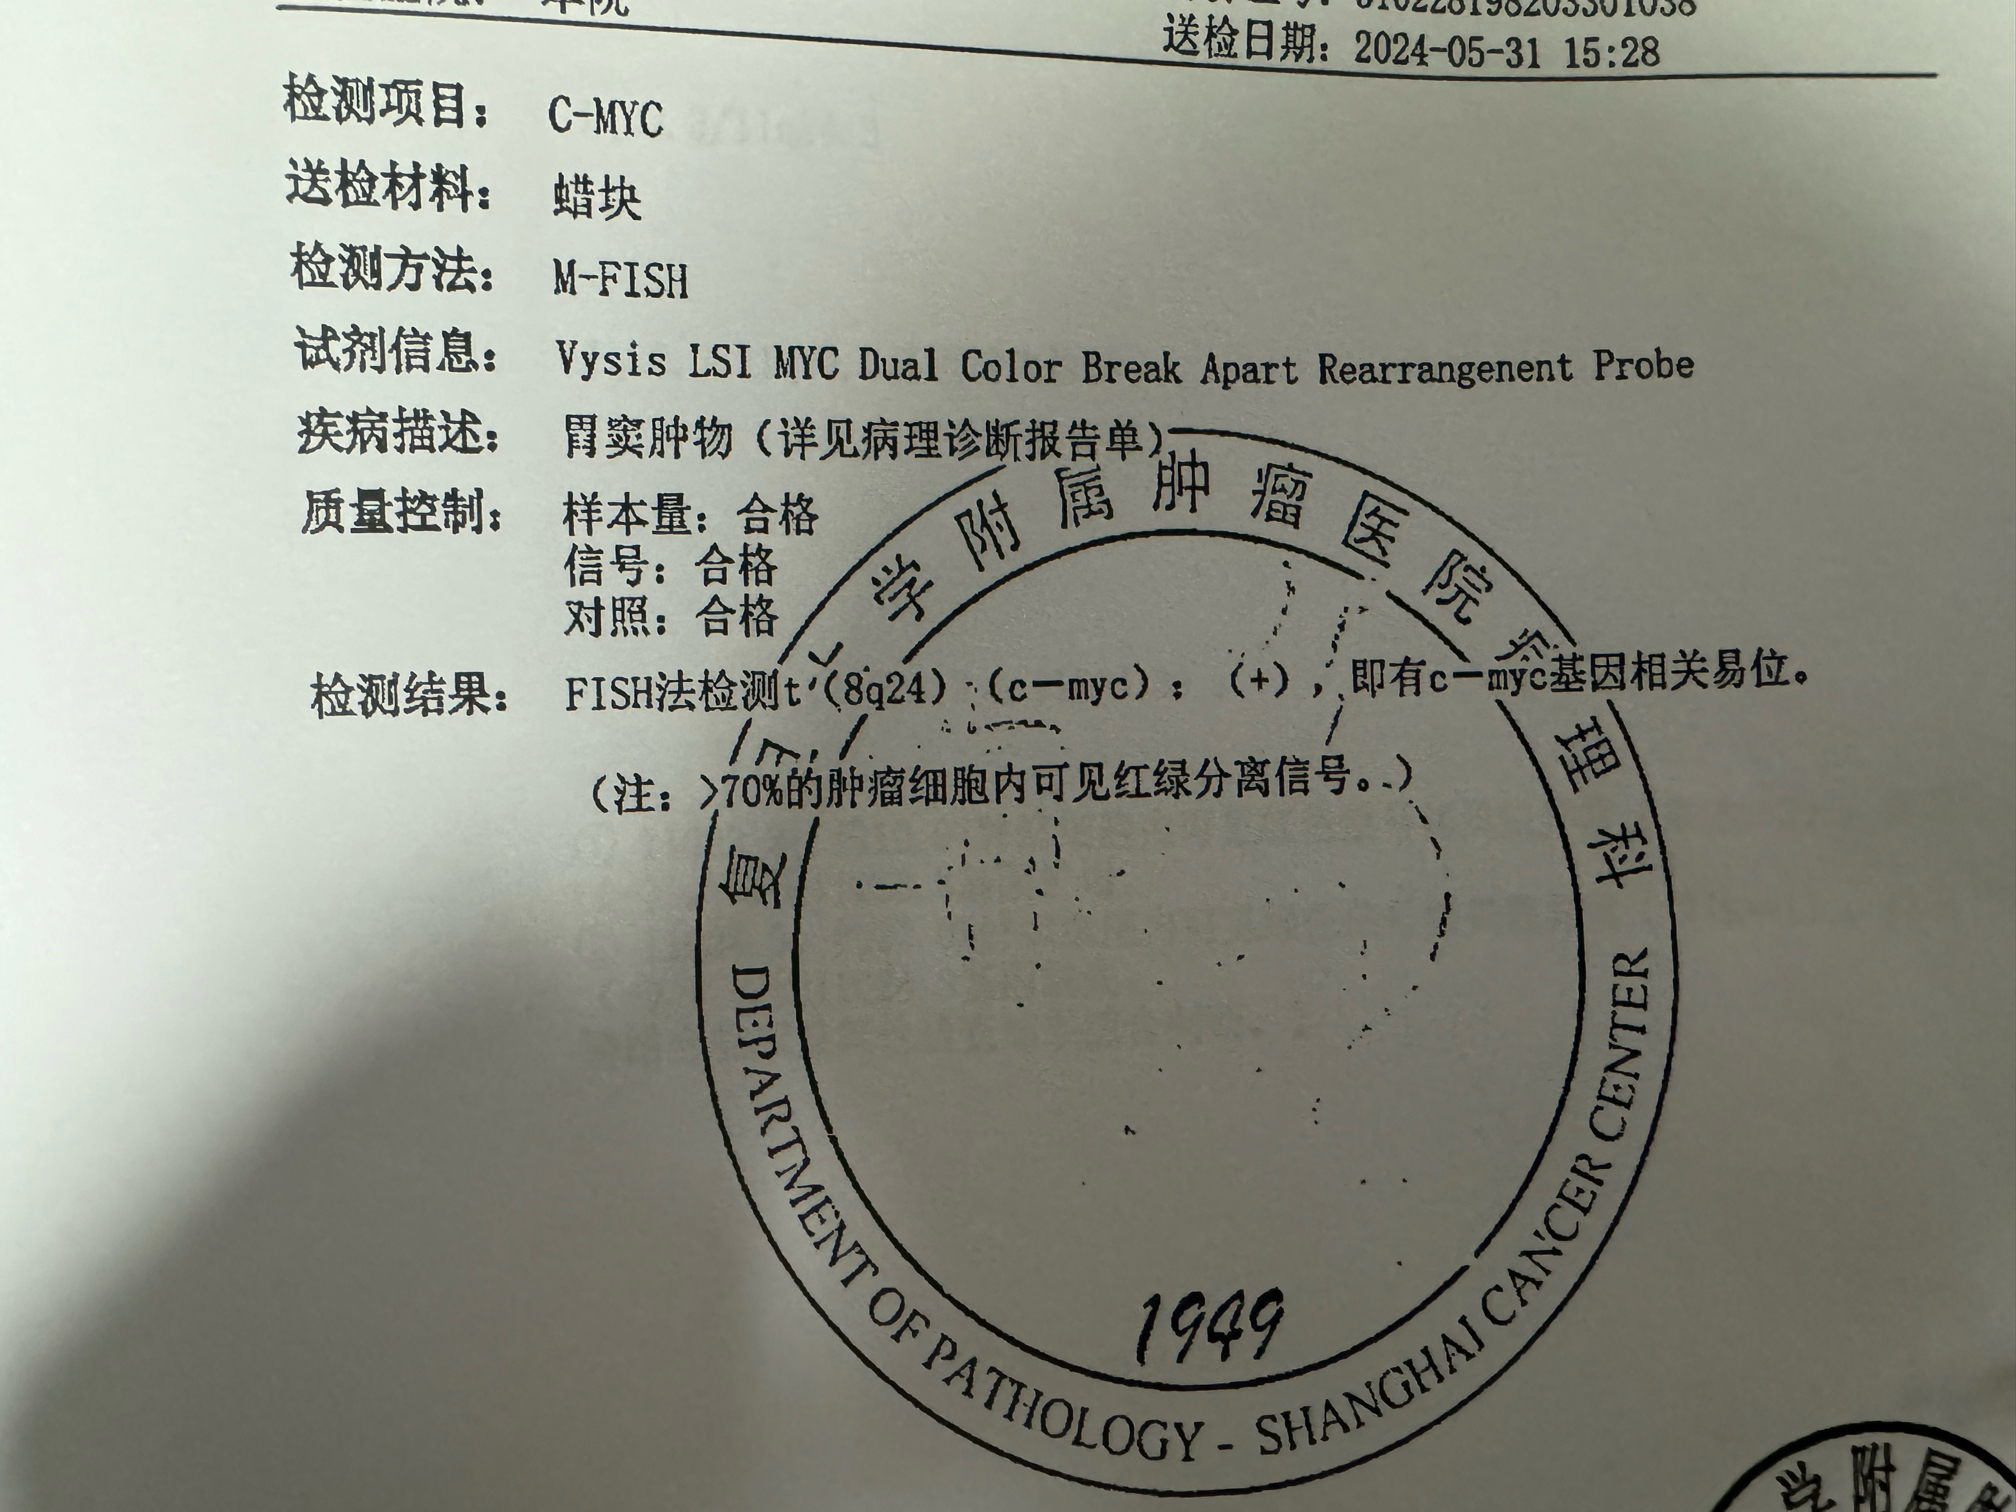 送检日期：2024-05-31 15:28
检测项目： C-MYC
送检材料： 蜡块
检测方法： M-FISH
试剂信息： Vysis LSI MYC Dual Color Break Apart Rearrangenent Probe
疾病描述： 胃窦肿物（详见病理诊断报告单）
质量控制： 样本量：合格
信号：合格
对照：合格
检测结果： FISH法检测t（8q24）（c－myc）：（+），即有c－myc基因相关易位。
（注：>70%的肿瘤细胞内可见红绿分离信号。）
复旦大学附属肿瘤医院病理科
DEPARTMENT OF PATHOLOGY - SHANGHAI CANCER CENTER
1949
学附属